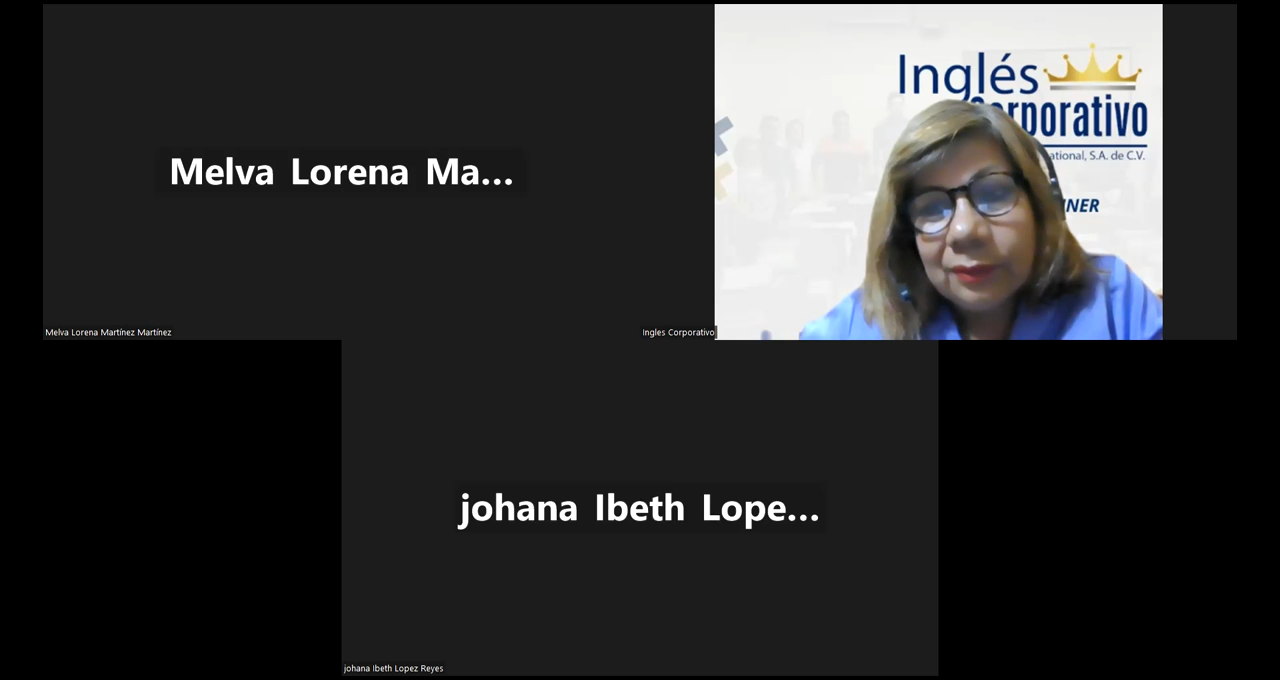 Melva Lorena Ma...
Melva Lorena Martínez Martínez
Inglés
Corporativo
ational, S.A. de C.V.
NER
Ingles Corporativo
johana Ibeth Lope...
johana Ibeth Lopez Reyes